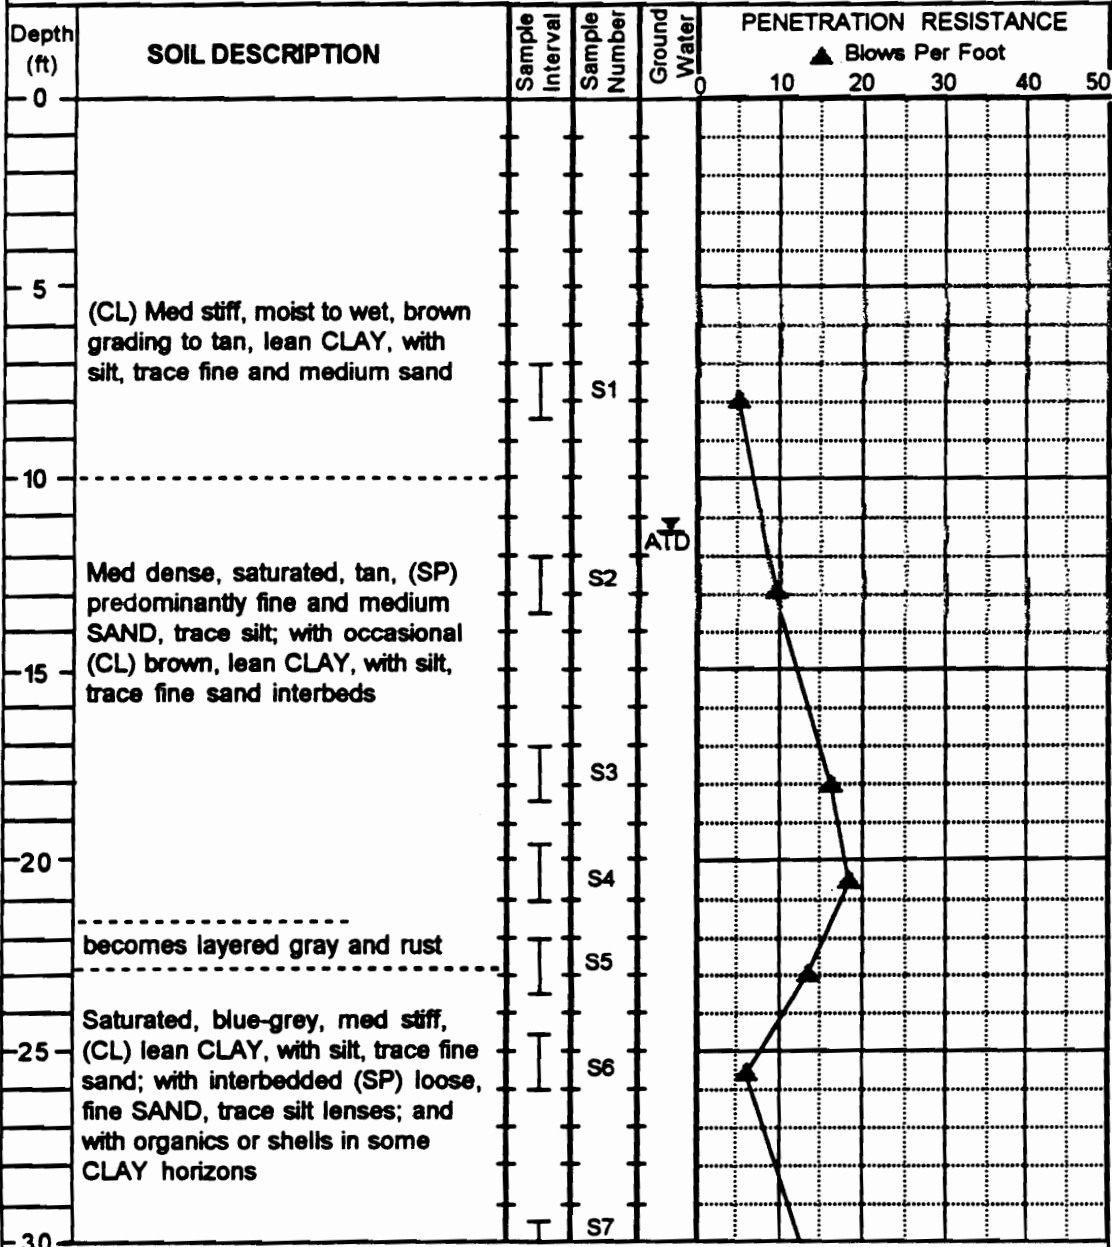 Depth
(ft)
SOIL DESCRIPTION
Sample
Interval
Sample
Number
Ground
Water
PENETRATION RESISTANCE
▲ Blows Per Foot
0 10 20 30 40 50
0
5
(CL) Med stiff, moist to wet, brown
grading to tan, lean CLAY, with
silt, trace fine and medium sand
S1
10
ATD
Med dense, saturated, tan, (SP)
predominantly fine and medium
SAND, trace silt; with occasional
(CL) brown, lean CLAY, with silt,
trace fine sand interbeds
S2
15
S3
20
S4
becomes layered gray and rust
S5
Saturated, blue-grey, med stiff,
(CL) lean CLAY, with silt, trace fine
sand; with interbedded (SP) loose,
fine SAND, trace silt lenses; and
with organics or shells in some
CLAY horizons
25
S6
S7
30